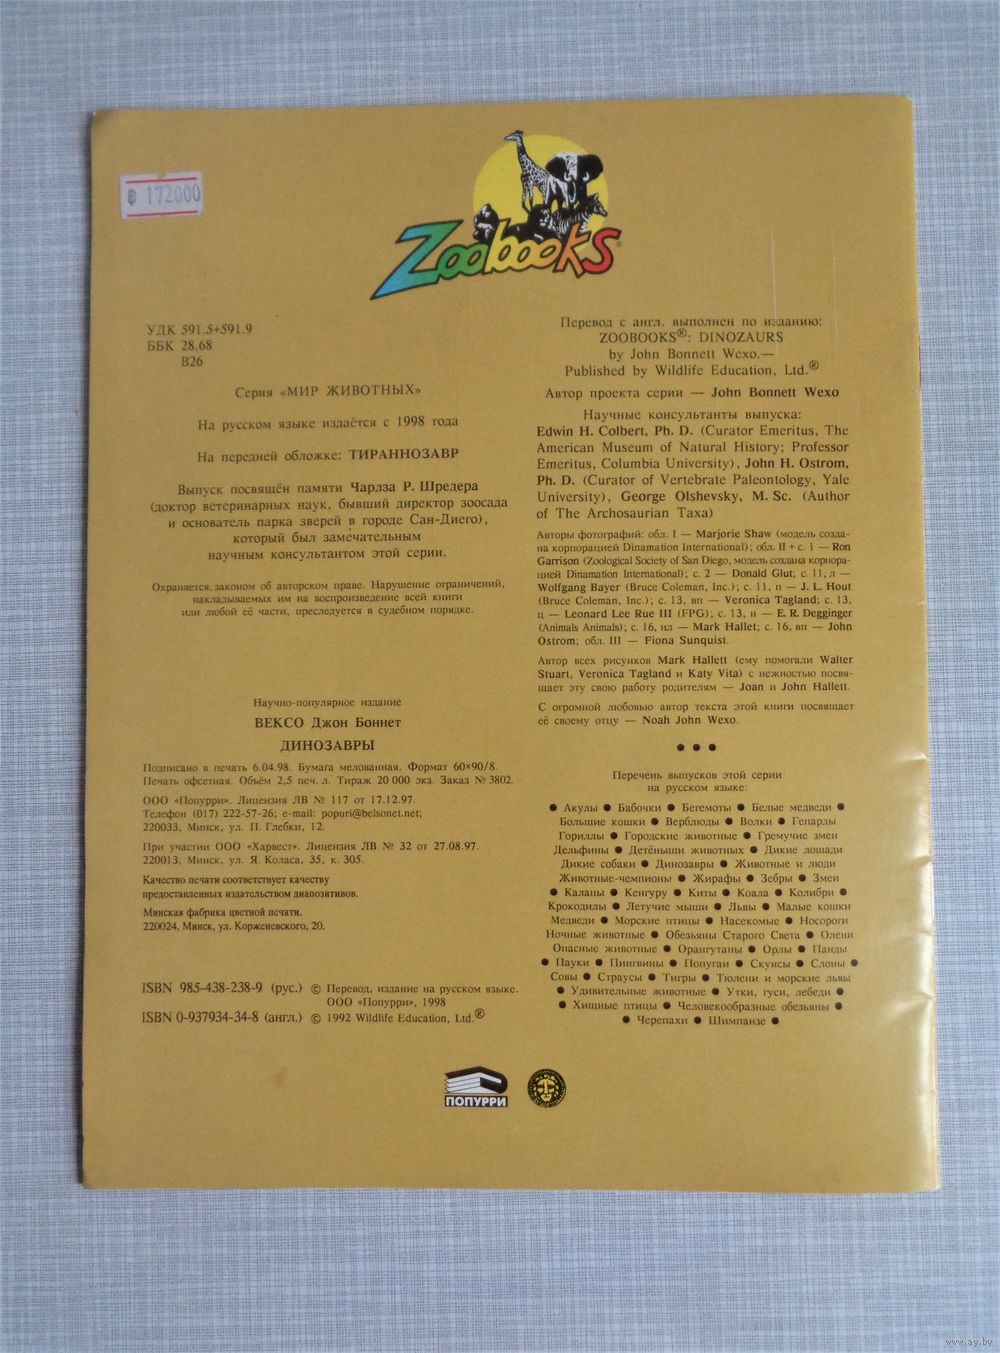 ฿ 172000
Zoobooks®
УДК 591.5+591.9
ББК 28.68
В26
Серия «МИР ЖИВОТНЫХ»
На русском языке издаётся с 1998 года
На передней обложке: ТИРАННОЗАВР
Выпуск посвящён памяти Чарлза Р. Шредера
(доктор ветеринарных наук, бывший директор зоосада
и основатель парка зверей в городе Сан-Диего),
который был замечательным
научным консультантом этой серии.
Охраняется законом об авторском праве. Нарушение ограничений,
накладываемых им на воспроизведение всей книги
или любой её части, преследуется в судебном порядке.
Научно-популярное издание
ВЕКСО Джон Боннет
ДИНОЗАВРЫ
Подписано в печать 6.04.98. Бумага мелованная. Формат 60×90/8.
Печать офсетная. Объём 2,5 печ. л. Тираж 20 000 экз. Заказ № 3802.
ООО «Попурри». Лицензия ЛВ № 117 от 17.12.97.
Телефон (017) 222-57-26; e-mail: popuri@belsonet.net;
220033, Минск, ул. П. Глебки, 12.
При участии ООО «Харвест». Лицензия ЛВ № 32 от 27.08.97.
220013, Минск, ул. Я. Коласа, 35, к. 305.
Качество печати соответствует качеству
предоставленных издательством диапозитивов.
Минская фабрика цветной печати.
220024, Минск, ул. Корженевского, 20.
ISBN 985-438-238-9 (рус.) © Перевод, издание на русском языке.
ООО «Попурри», 1998
ISBN 0-937934-34-8 (англ.) © 1992 Wildlife Education, Ltd.®
Перевод с англ. выполнен по изданию:
ZOOBOOKS®: DINOZAURS
by John Bonnett Wexo.—
Published by Wildlife Education, Ltd.®
Автор проекта серии — John Bonnett Wexo
Научные консультанты выпуска:
Edwin H. Colbert, Ph. D. (Curator Emeritus, The
American Museum of Natural History; Professor
Emeritus, Columbia University), John H. Ostrom,
Ph. D. (Curator of Vertebrate Paleontology, Yale
University), George Olshevsky, M. Sc. (Author
of The Archosaurian Taxa)
Авторы фотографий: обл. I — Marjorie Shaw (модель созда-
на корпорацией Dinamation International); обл. II + с. 1 — Ron
Garrison (Zoological Society of San Diego, модель создана корпора-
цией Dinamation International); с. 2 — Donald Glut; с. 11, л —
Wolfgang Bayer (Bruce Coleman, Inc.); с. 11, п — J. L. Hout
(Bruce Coleman, Inc.); с. 13, вп — Veronica Tagland; с. 13,
ц — Leonard Lee Rue III (FPG); с. 13, н — E. R. Degginger
(Animals Animals); с. 16, нл — Mark Hallet; с. 16, вп — John
Ostrom; обл. III — Fiona Sunquist.
Автор всех рисунков Mark Hallett (ему помогали Walter
Stuart, Veronica Tagland и Katy Vita) с нежностью посвя-
щает эту свою работу родителям — Joan и John Hallett.
С огромной любовью автор текста этой книги посвящает
её своему отцу — Noah John Wexo.
● ● ●
Перечень выпусков этой серии
на русском языке:
● Акулы ● Бабочки ● Бегемоты ● Белые медведи ●
Большие кошки ● Верблюды ● Волки ● Гепарды
Гориллы ● Городские животные ● Гремучие змеи
Дельфины ● Детёныши животных ● Дикие лошади
Дикие собаки ● Динозавры ● Животные и люди
Животные-чемпионы ● Жирафы ● Зебры ● Змеи
● Каланы ● Кенгуру ● Киты ● Коала ● Колибри ●
Крокодилы ● Летучие мыши ● Львы ● Малые кошки
Медведи ● Морские птицы ● Насекомые ● Носороги
Ночные животные ● Обезьяны Старого Света ● Олени
Опасные животные ● Орангутаны ● Орлы ● Панды
● Пауки ● Пингвины ● Попугаи ● Скунсы ● Слоны ●
Совы ● Страусы ● Тигры ● Тюлени и морские львы
● Удивительные животные ● Утки, гуси, лебеди ●
● Хищные птицы ● Человекообразные обезьяны ●
● Черепахи ● Шимпанзе ●
ПОПУРРИ
www.ay.by